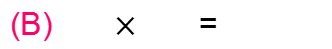 (B) × =